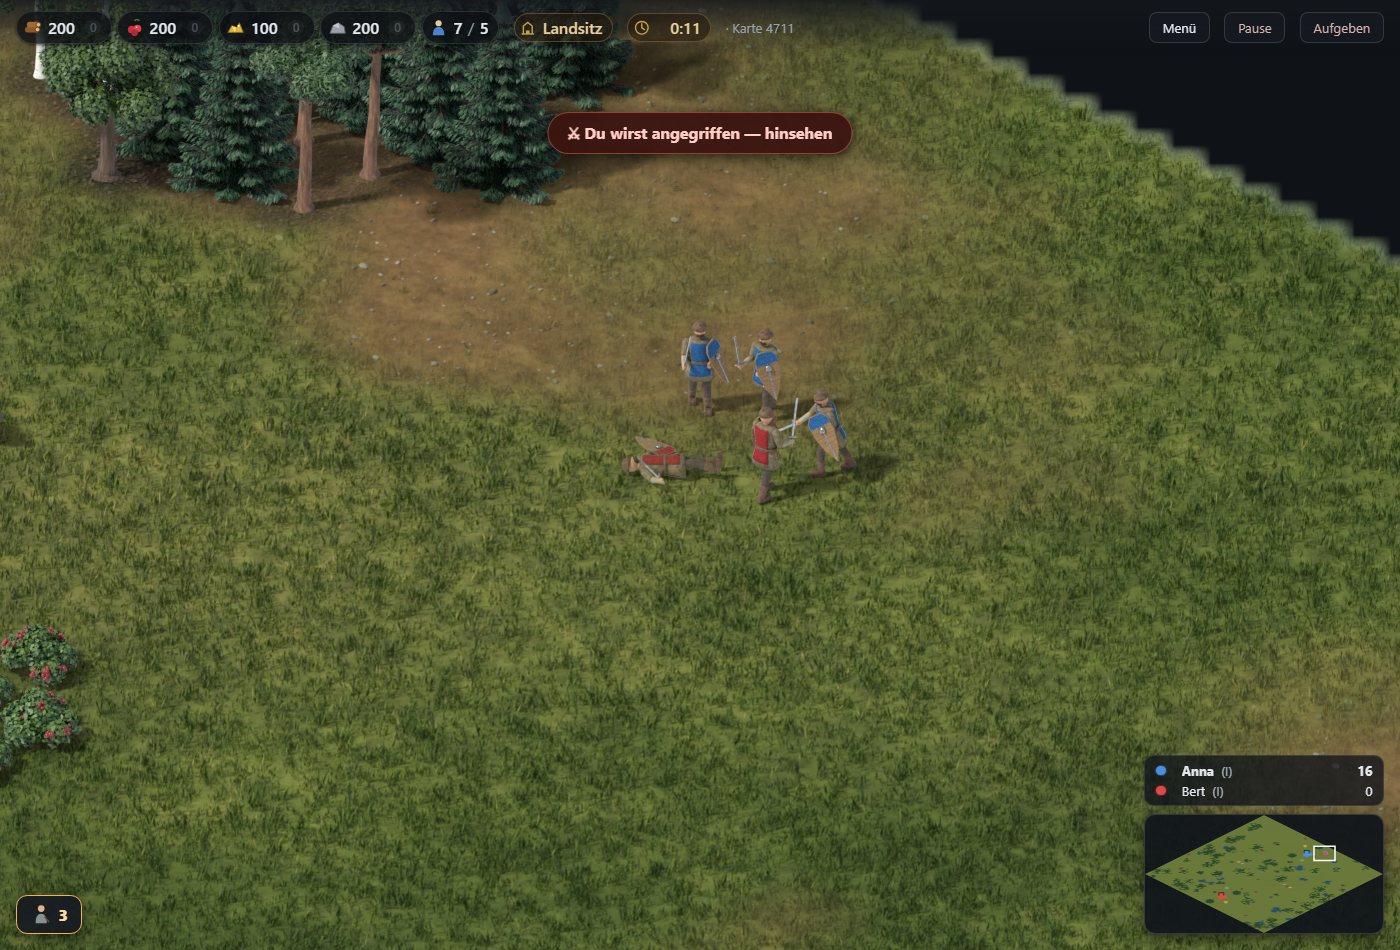 200 0 200 0 100 0 200 0 7 / 5 Landsitz 0:11 · Karte 4711 Menü Pause Aufgeben
⚔ Du wirst angegriffen — hinsehen
Anna (I) 16
Bert (I) 0
3